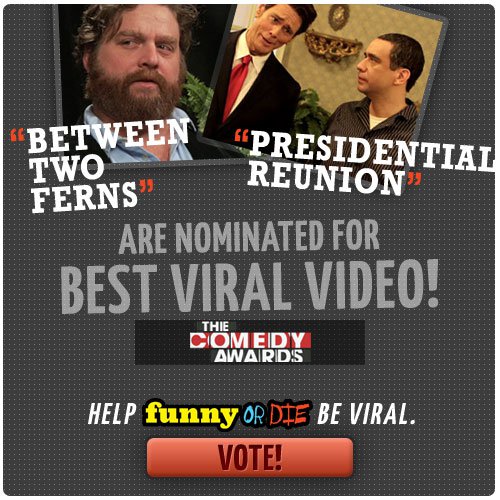 “BETWEEN
TWO
FERNS”
“PRESIDENTIAL
REUNION”
ARE NOMINATED FOR
BEST VIRAL VIDEO!
THE
COMEDY
AWARDS
HELP funny OR DIE BE VIRAL.
VOTE!